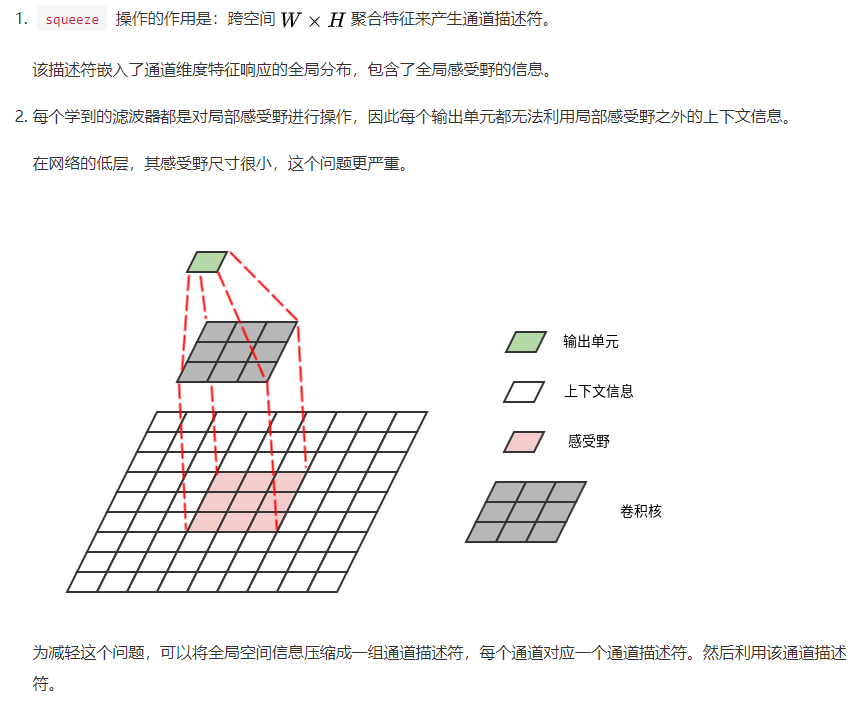 1. squeeze 操作的作用是：跨空间 W × H 聚合特征来产生通道描述符。
该描述符嵌入了通道维度特征响应的全局分布，包含了全局感受野的信息。
2. 每个学到的滤波器都是对局部感受野进行操作，因此每个输出单元都无法利用局部感受野之外的上下文信息。
在网络的低层，其感受野尺寸很小，这个问题更严重。
输出单元
上下文信息
感受野
卷积核
为减轻这个问题，可以将全局空间信息压缩成一组通道描述符，每个通道对应一个通道描述符。然后利用该通道描述
符。